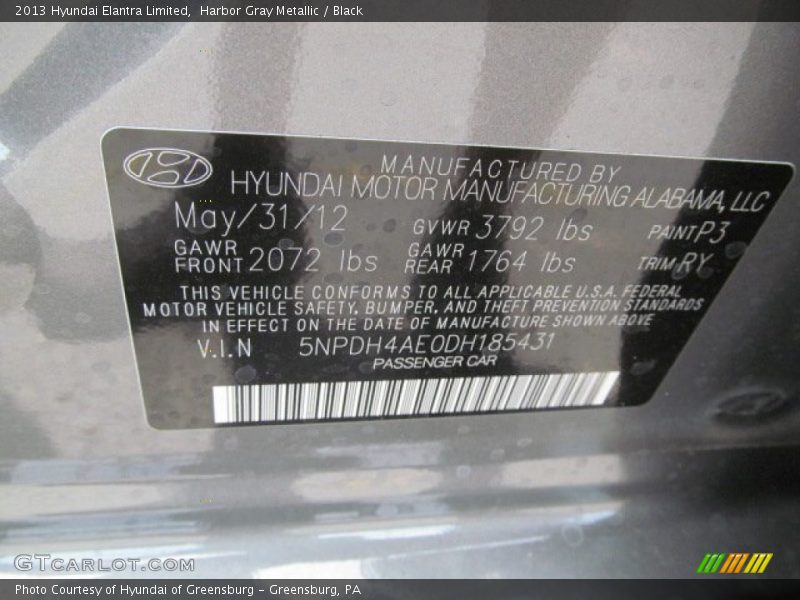 2013 Hyundai Elantra Limited,  Harbor Gray Metallic / Black
MANUFACTURED BY
HYUNDAI MOTOR MANUFACTURING ALABAMA, LLC
May/31/12 GVWR 3792 lbs PAINT P3
GAWR FRONT 2072 lbs GAWR REAR 1764 lbs TRIM RY
THIS VEHICLE CONFORMS TO ALL APPLICABLE U.S.A. FEDERAL
MOTOR VEHICLE SAFETY, BUMPER, AND THEFT PREVENTION STANDARDS
IN EFFECT ON THE DATE OF MANUFACTURE SHOWN ABOVE
V.I.N 5NPDH4AE0DH185431
PASSENGER CAR
GTCARLOT.COM
Photo Courtesy of Hyundai of Greensburg – Greensburg, PA